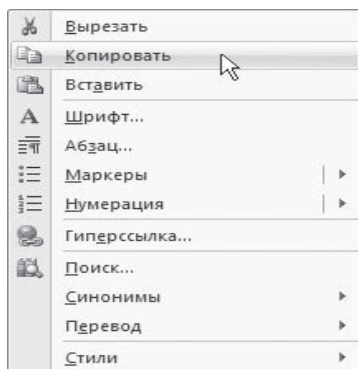 Вырезать
Копировать
Вставить
Шрифт...
Абзац...
Маркеры
Нумерация
Гиперссылка...
Поиск...
Синонимы
Перевод
Стили